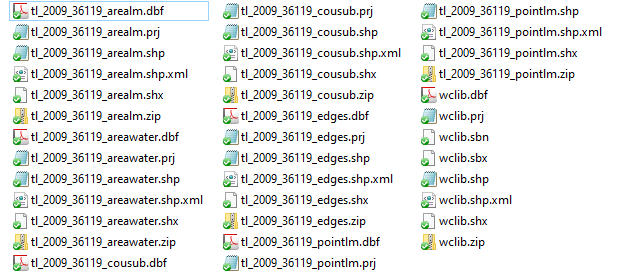 tl_2009_36119_arealm.dbf
tl_2009_36119_arealm.prj
tl_2009_36119_arealm.shp
tl_2009_36119_arealm.shp.xml
tl_2009_36119_arealm.shx
tl_2009_36119_arealm.zip
tl_2009_36119_areawater.dbf
tl_2009_36119_areawater.prj
tl_2009_36119_areawater.shp
tl_2009_36119_areawater.shp.xml
tl_2009_36119_areawater.shx
tl_2009_36119_areawater.zip
tl_2009_36119_cousub.dbf
tl_2009_36119_cousub.prj
tl_2009_36119_cousub.shp
tl_2009_36119_cousub.shp.xml
tl_2009_36119_cousub.shx
tl_2009_36119_cousub.zip
tl_2009_36119_edges.dbf
tl_2009_36119_edges.prj
tl_2009_36119_edges.shp
tl_2009_36119_edges.shp.xml
tl_2009_36119_edges.shx
tl_2009_36119_edges.zip
tl_2009_36119_pointlm.dbf
tl_2009_36119_pointlm.prj
tl_2009_36119_pointlm.shp
tl_2009_36119_pointlm.shp.xml
tl_2009_36119_pointlm.shx
tl_2009_36119_pointlm.zip
wclib.dbf
wclib.prj
wclib.sbn
wclib.sbx
wclib.shp
wclib.shp.xml
wclib.shx
wclib.zip